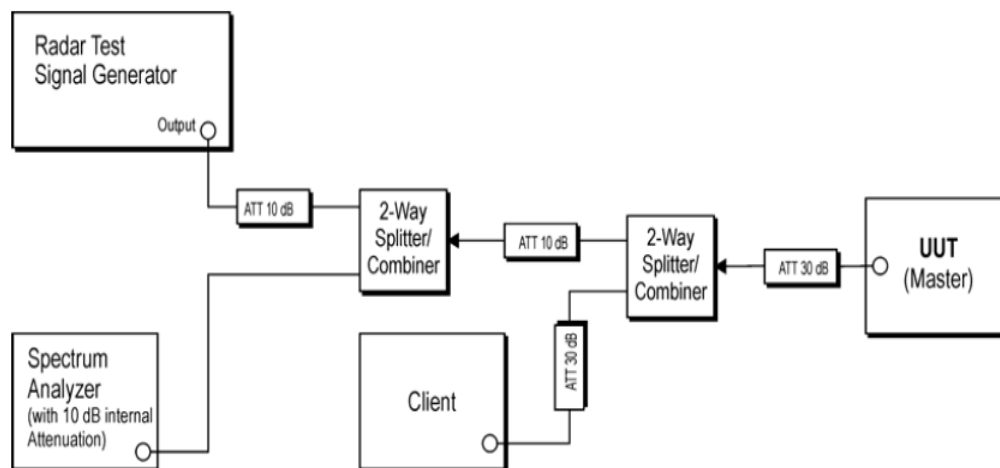 Radar Test
Signal Generator
Output
ATT 10 dB
2-Way
Splitter/
Combiner
ATT 10 dB
2-Way
Splitter/
Combiner
ATT 30 dB
UUT
(Master)
Spectrum
Analyzer
(with 10 dB internal
Attenuation)
Client
ATT 30 dB